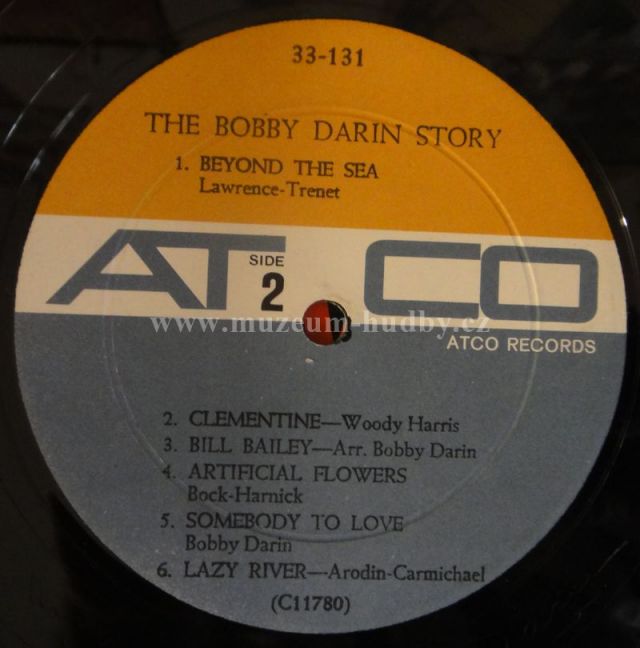 33-131
THE BOBBY DARIN STORY
1. BEYOND THE SEA
Lawrence-Trenet
ATCO
SIDE
2
www.muzeum-hudby.cz
ATCO RECORDS
2. CLEMENTINE—Woody Harris
3. BILL BAILEY—Arr. Bobby Darin
4. ARTIFICIAL FLOWERS
Bock-Harnick
5. SOMEBODY TO LOVE
Bobby Darin
6. LAZY RIVER—Arodin-Carmichael
(C11780)